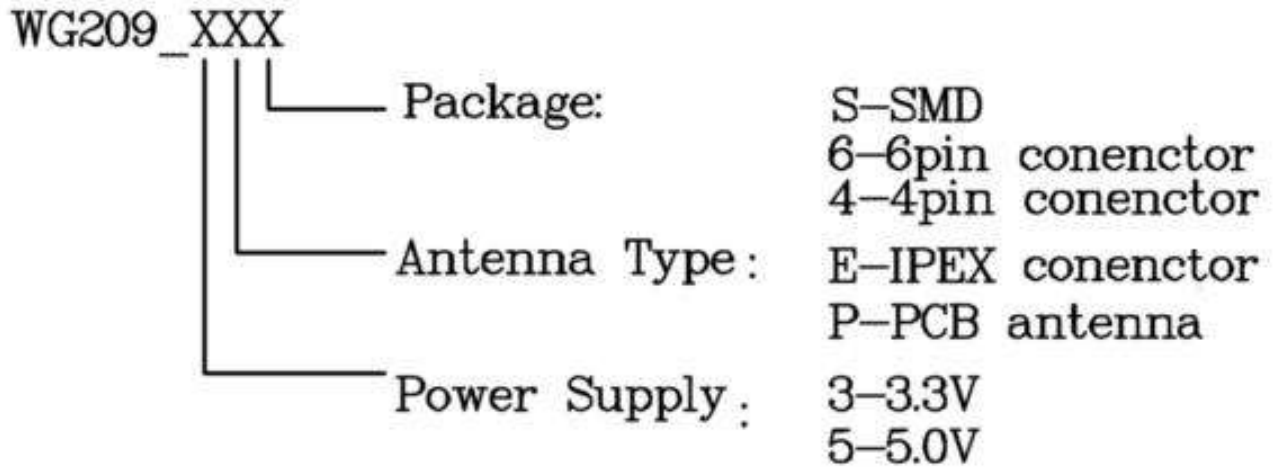 WG209_XXX
Package: S-SMD
6-6pin conenctor
4-4pin conenctor
Antenna Type: E-IPEX conenctor
P-PCB antenna
Power Supply: 3-3.3V
5-5.0V